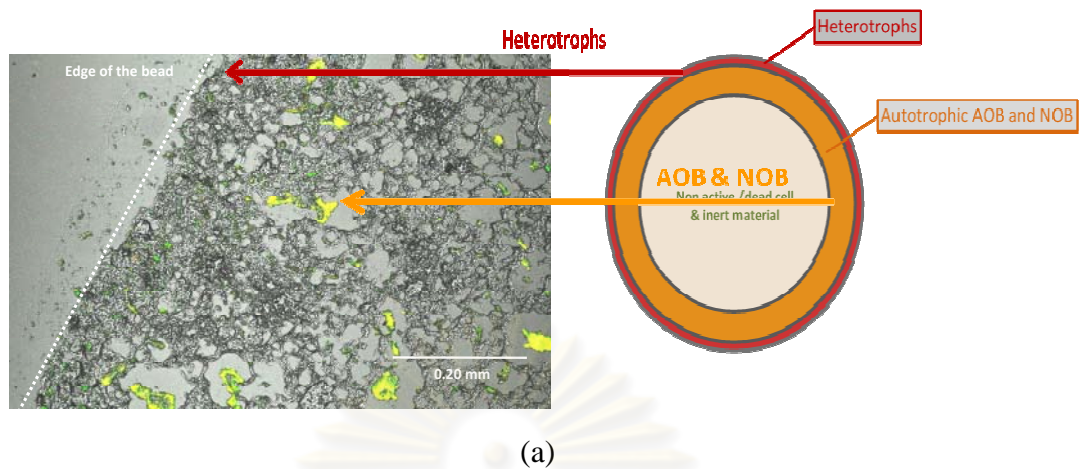 Heterotrophs
Heterotrophs
Edge of the bead
Autotrophic AOB and NOB
AOB & NOB
Non active /dead cell
& inert material
0.20 mm
(a)